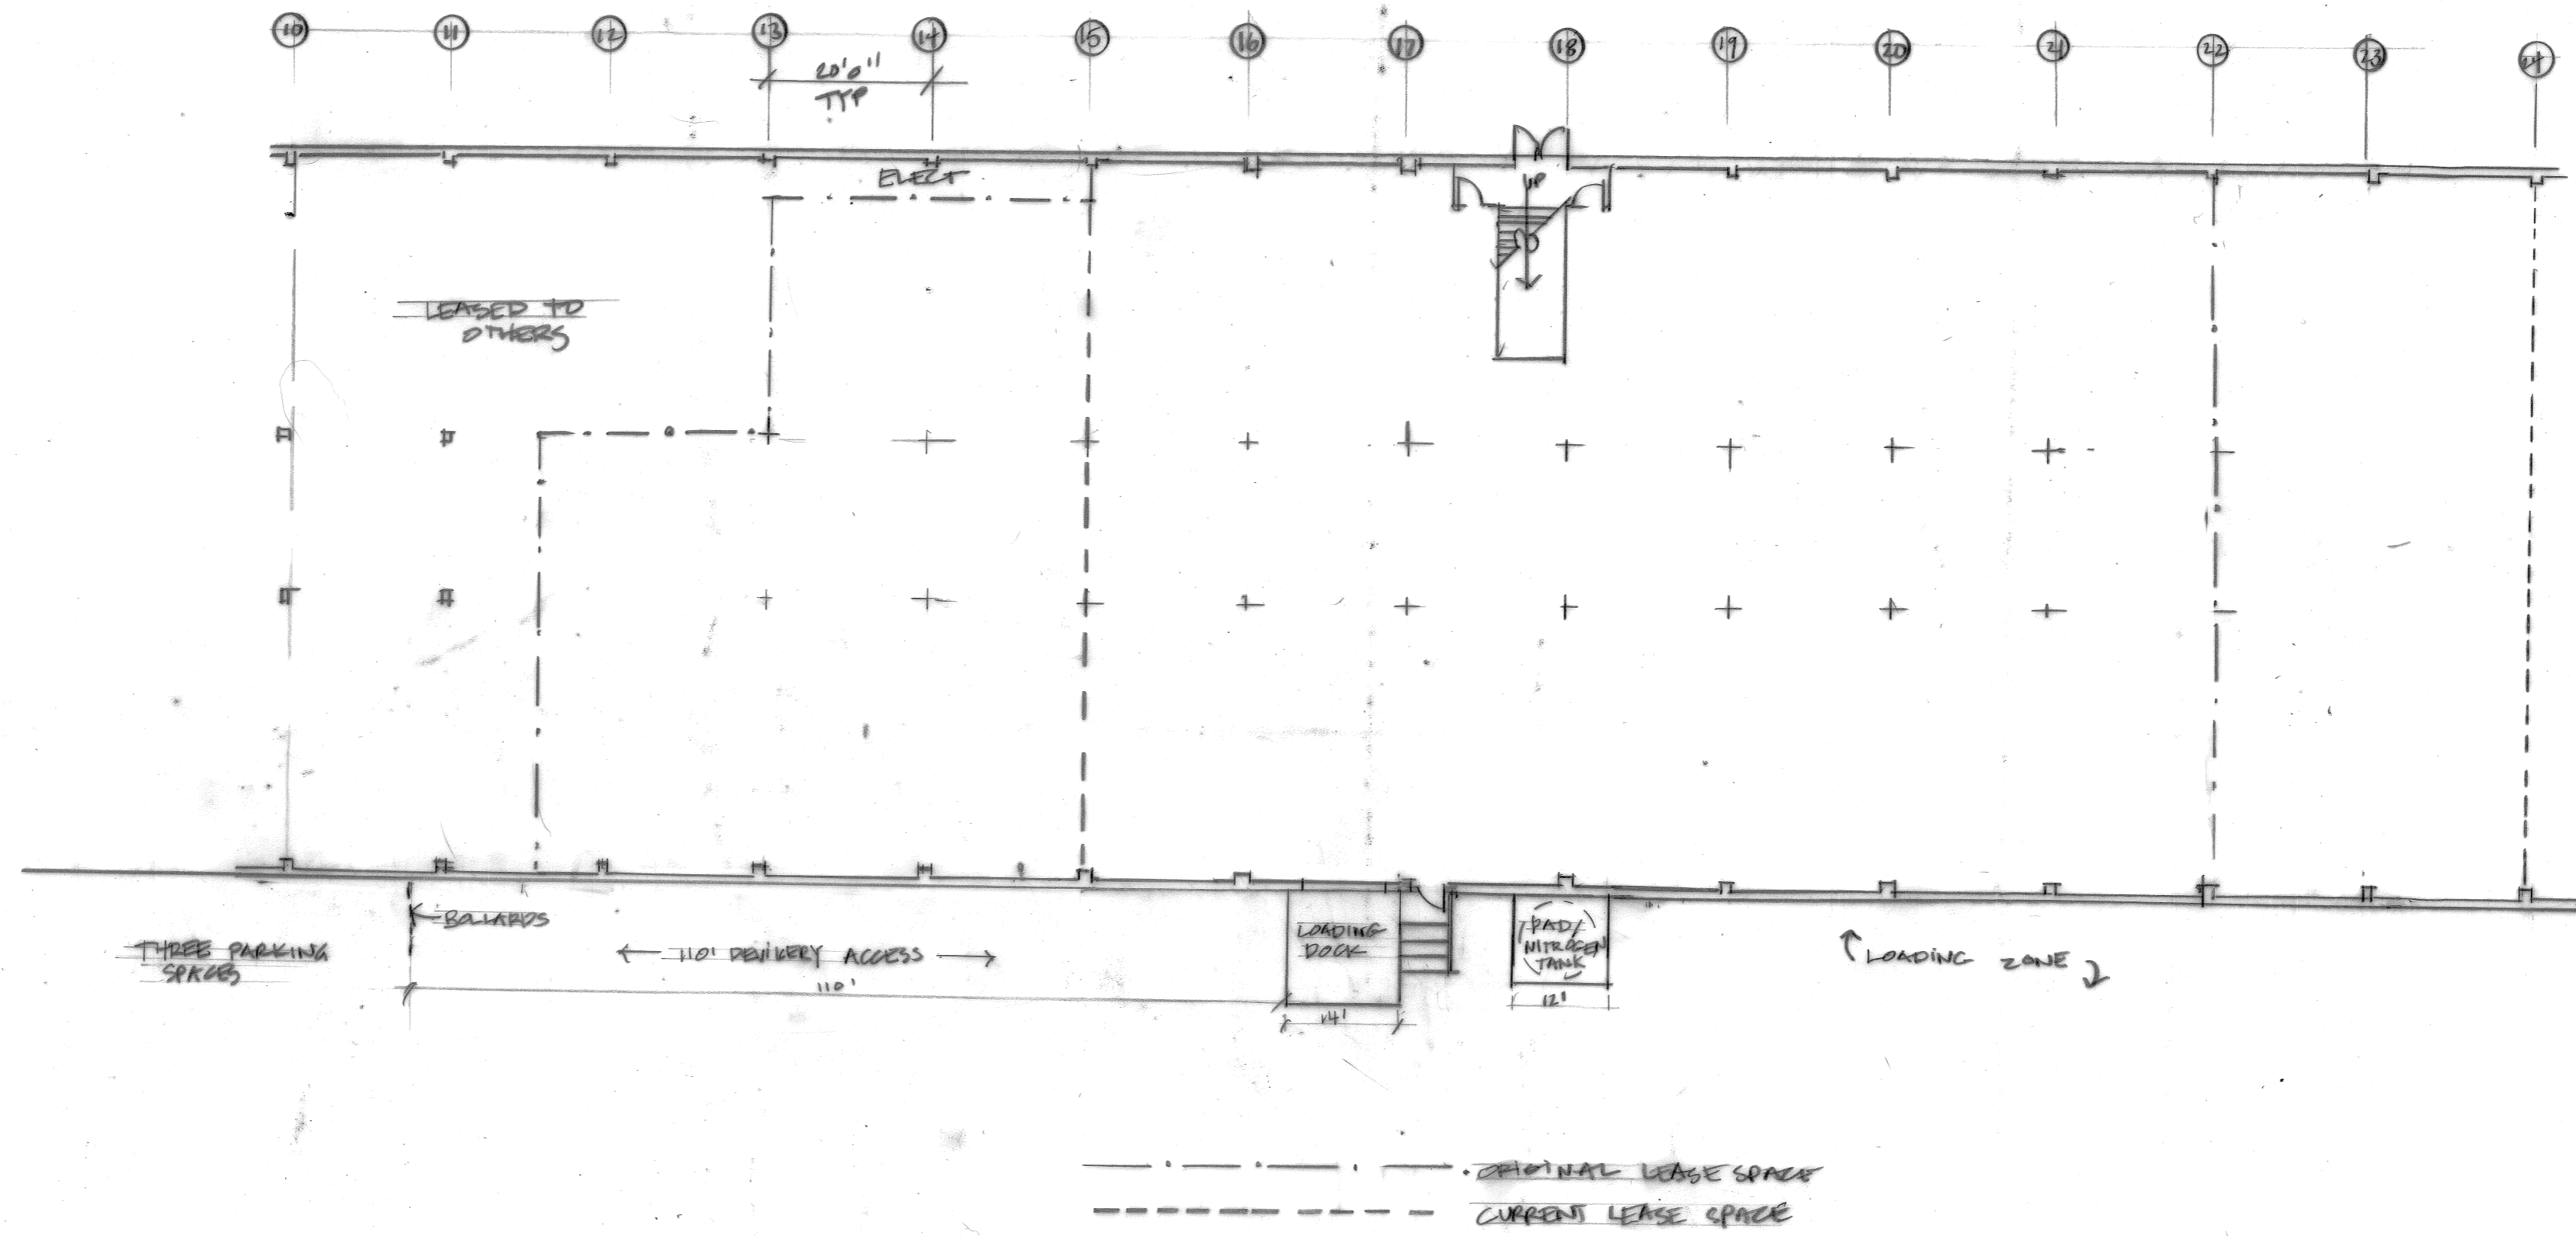 10 11 12 13 14 15 16 17 18 19 20 21 22 23 24
20'0"
TYP
ELECT
UP
LEASED TO
OTHERS
BOLLARDS
THREE PARKING
SPACES
110' DELIVERY ACCESS
110'
LOADING
DOCK
14'
PAD/
NITROGEN
TANK
12'
LOADING ZONE
ORIGINAL LEASE SPACE
CURRENT LEASE SPACE